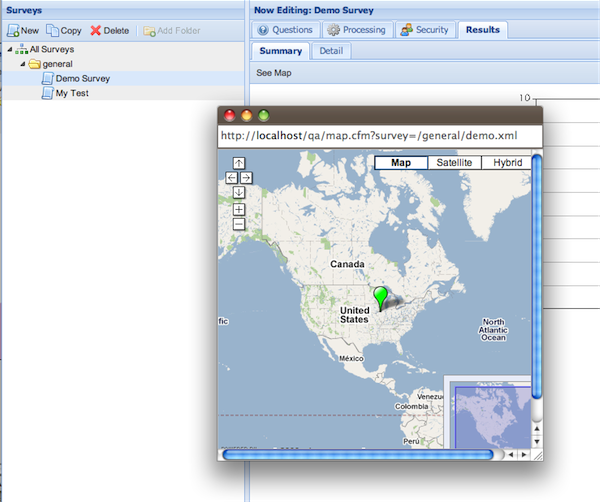 Surveys
New Copy Delete Add Folder
All Surveys
general
Demo Survey
My Test
Now Editing: Demo Survey
Questions Processing Security Results
Summary Detail
See Map
10
http://localhost/qa/map.cfm?survey=/general/demo.xml
Map Satellite Hybrid
Canada
United
States
fic
North
Atlantic
Ocean
México
Venezu
Colombia
Perú